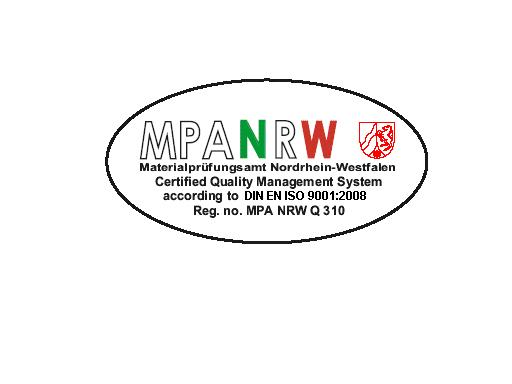 MPANRW
Materialprüfungsamt Nordrhein-Westfalen
Certified Quality Management System
according to DIN EN ISO 9001:2008
Reg. no. MPA NRW Q 310